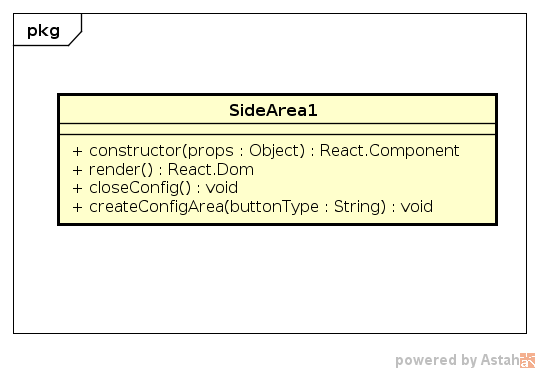 pkg
SideArea1
+ constructor(props : Object) : React.Component
+ render() : React.Dom
+ closeConfig() : void
+ createConfigArea(buttonType : String) : void
powered by Astah